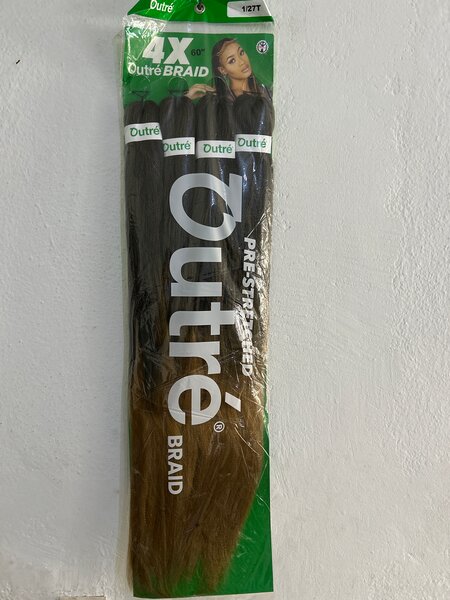 Outré
1/27T
4X
60"
Outré BRAID
Outré
Outré
Outré
Outré
Outré®
BRAID
PRE-STRETCHED